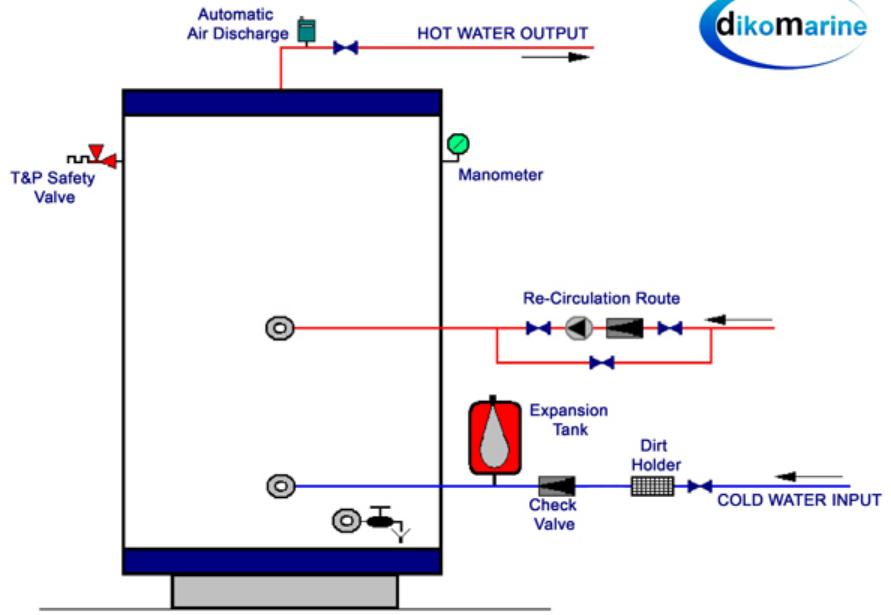 Automatic
Air Discharge
HOT WATER OUTPUT
dikomarine
T&P Safety
Valve
Manometer
Re-Circulation Route
Expansion
Tank
Dirt
Holder
Check
Valve
COLD WATER INPUT